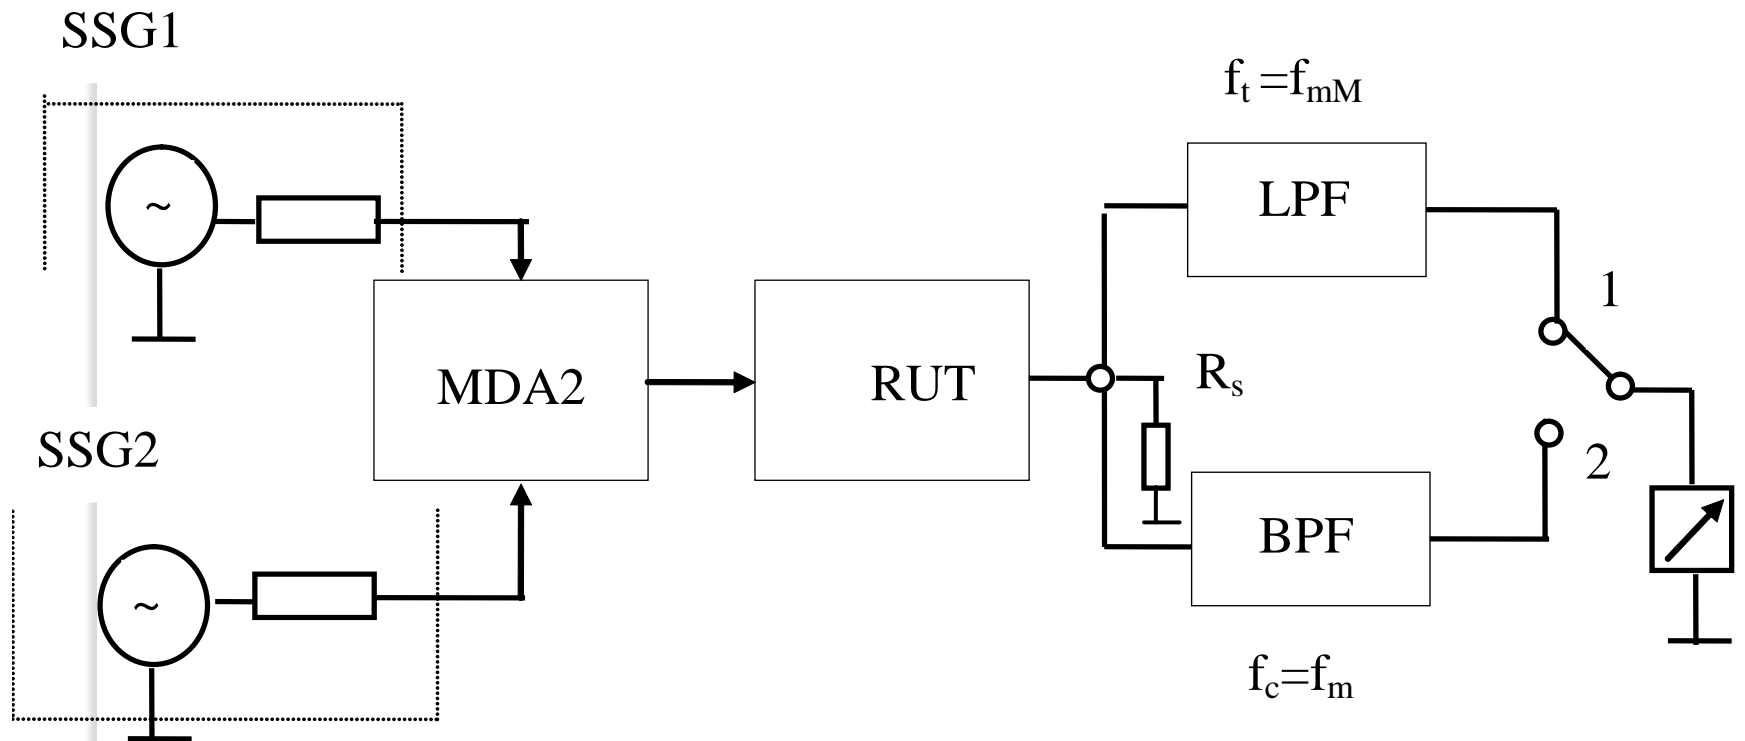 SSG1
f_t =f_mM
~
LPF
1
MDA2
RUT
R_s
SSG2
2
BPF
~
f_c=f_m